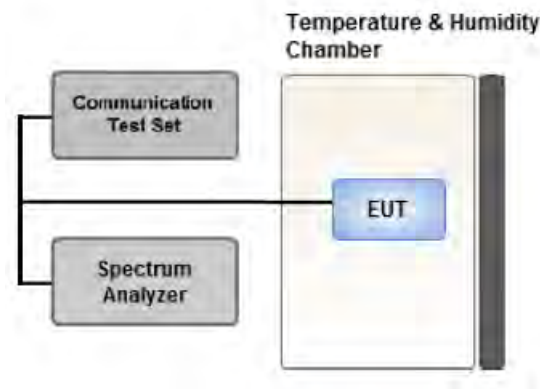 Temperature & Humidity
Chamber
Communication
Test Set
EUT
Spectrum
Analyzer